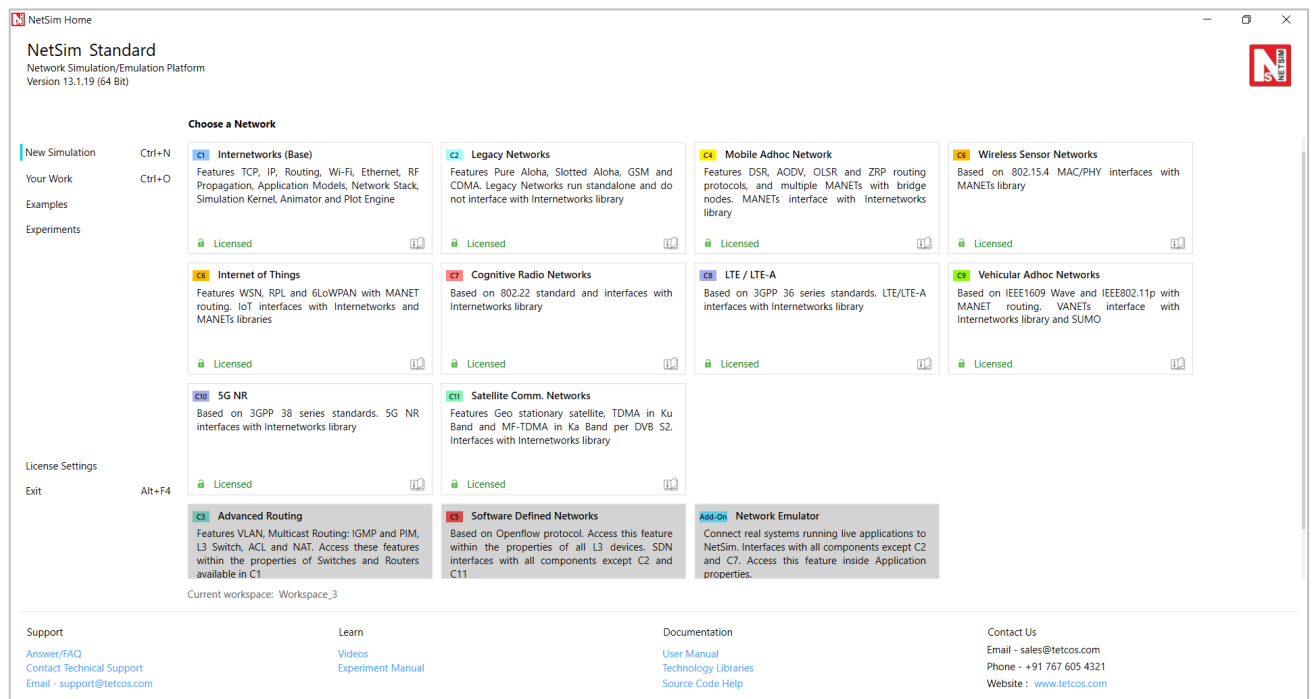 NetSim Home
NetSim Standard
Network Simulation/Emulation Platform
Version 13.1.19 (64 Bit)
NETSIM
Choose a Network
New Simulation Ctrl+N
Your Work Ctrl+O
Examples
Experiments
License Settings
Exit Alt+F4
C1 Internetworks (Base)
Features TCP, IP, Routing, Wi-Fi, Ethernet, RF
Propagation, Application Models, Network Stack,
Simulation Kernel, Animator and Plot Engine
Licensed
C2 Legacy Networks
Features Pure Aloha, Slotted Aloha, GSM and
CDMA. Legacy Networks run standalone and do
not interface with Internetworks library
Licensed
C4 Mobile Adhoc Network
Features DSR, AODV, OLSR and ZRP routing
protocols, and multiple MANETs with bridge
nodes. MANETs interface with Internetworks
library
Licensed
C6 Wireless Sensor Networks
Based on 802.15.4 MAC/PHY interfaces with
MANETs library
Licensed
C6 Internet of Things
Features WSN, RPL and 6LoWPAN with MANET
routing. IoT interfaces with Internetworks and
MANETs libraries
Licensed
C7 Cognitive Radio Networks
Based on 802.22 standard and interfaces with
Internetworks library
Licensed
C8 LTE / LTE-A
Based on 3GPP 36 series standards. LTE/LTE-A
interfaces with Internetworks library
Licensed
C9 Vehicular Adhoc Networks
Based on IEEE1609 Wave and IEEE802.11p with
MANET routing. VANETs interface with
Internetworks library and SUMO
Licensed
C10 5G NR
Based on 3GPP 38 series standards. 5G NR
interfaces with Internetworks library
Licensed
C11 Satellite Comm. Networks
Features Geo stationary satellite, TDMA in Ku
Band and MF-TDMA in Ka Band per DVB S2.
Interfaces with Internetworks library
Licensed
C3 Advanced Routing
Features VLAN, Multicast Routing: IGMP and PIM,
L3 Switch, ACL and NAT. Access these features
within the properties of Switches and Routers
available in C1
C5 Software Defined Networks
Based on Openflow protocol. Access this feature
within the properties of all L3 devices. SDN
interfaces with all components except C2 and
C11
Add-On Network Emulator
Connect real systems running live applications to
NetSim. Interfaces with all components except C2
and C7. Access this feature inside Application
properties.
Current workspace: Workspace_3
Support
Answer/FAQ
Contact Technical Support
Email - support@tetcos.com
Learn
Videos
Experiment Manual
Documentation
User Manual
Technology Libraries
Source Code Help
Contact Us
Email - sales@tetcos.com
Phone - +91 767 605 4321
Website : www.tetcos.com